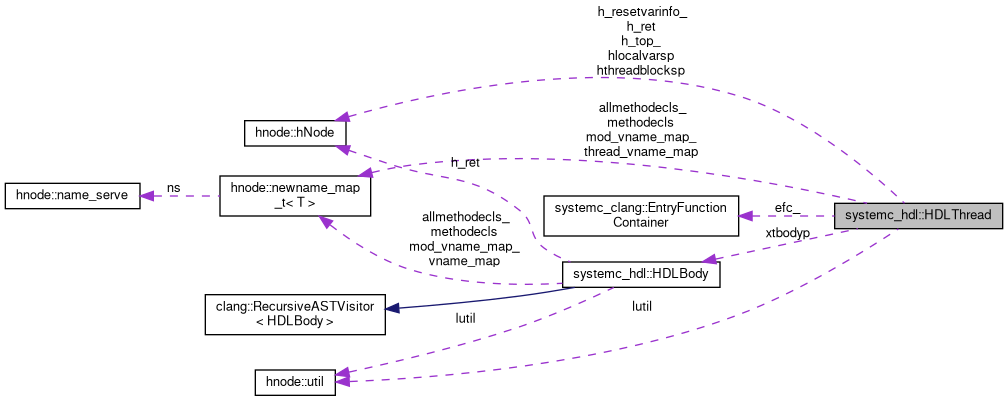 h_resetvarinfo_
h_ret
h_top_
hlocalvarsp
hthreadblocksp
allmethodecls_
methodecls
mod_vname_map_
thread_vname_map
hnode::hNode
h_ret
hnode::name_serve
ns
hnode::newname_map
_t< T >
systemc_clang::EntryFunction
Container
efc_
systemc_hdl::HDLThread
xtbodyp_
allmethodecls_
methodecls
mod_vname_map_
vname_map
systemc_hdl::HDLBody
clang::RecursiveASTVisitor
< HDLBody >
lutil
lutil
hnode::util